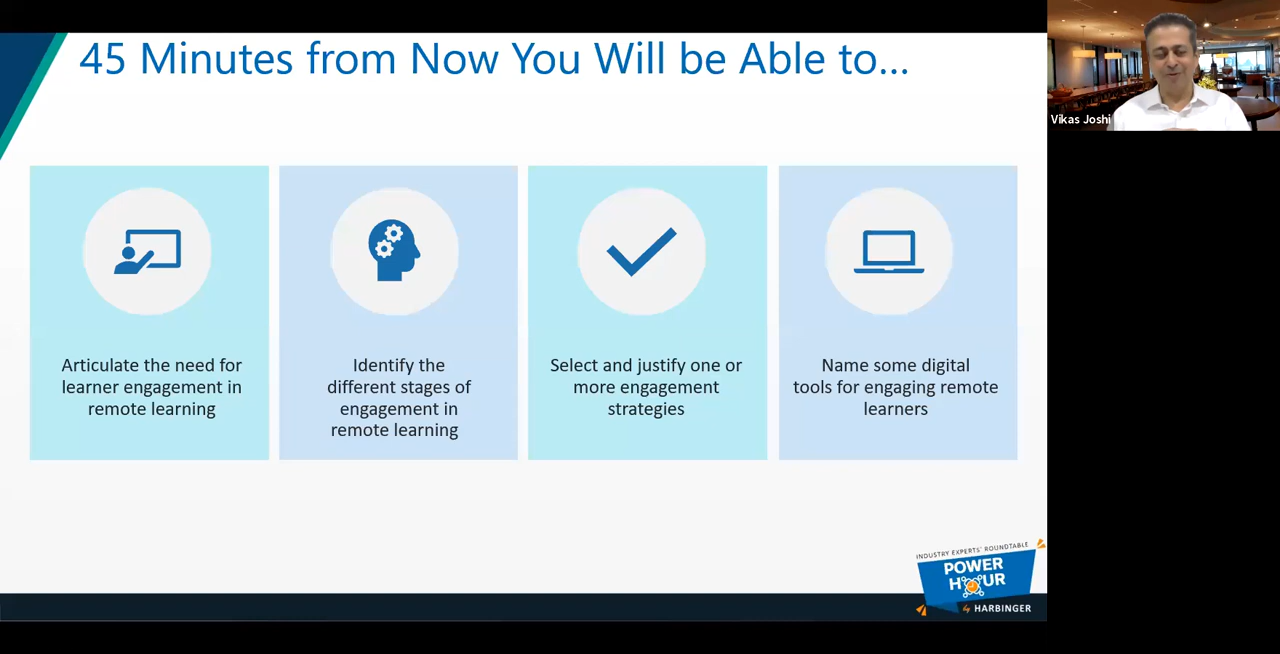 45 Minutes from Now You Will be Able to...
Vikas Joshi
Articulate the need for
learner engagement in
remote learning
Identify the
different stages of
engagement in
remote learning
Select and justify one or
more engagement
strategies
Name some digital
tools for engaging remote
learners
INDUSTRY EXPERTS' ROUNDTABLE
POWER
HOUR
by HARBINGER